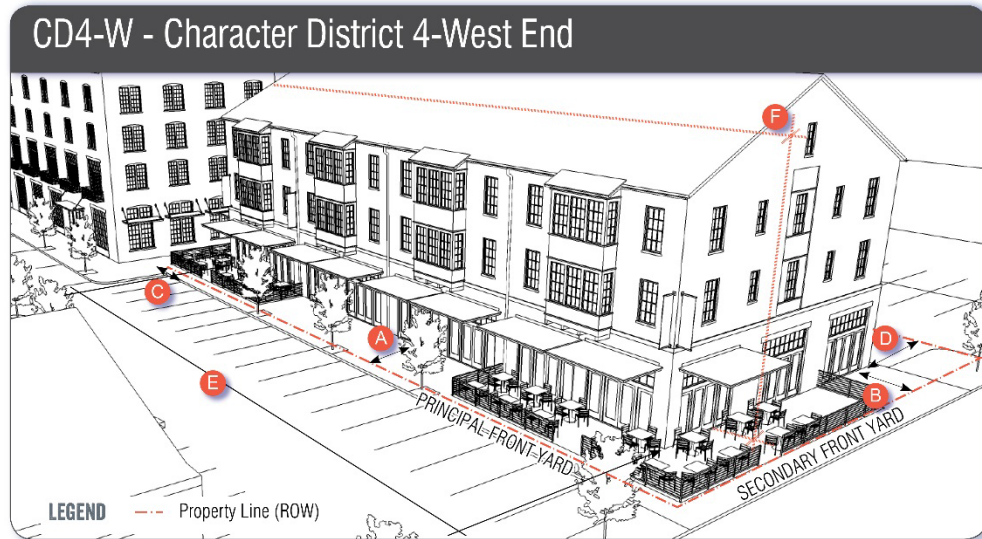 CD4-W - Character District 4-West End
F
C
A
D
E
B
PRINCIPAL FRONT YARD
SECONDARY FRONT YARD
LEGEND Property Line (ROW)